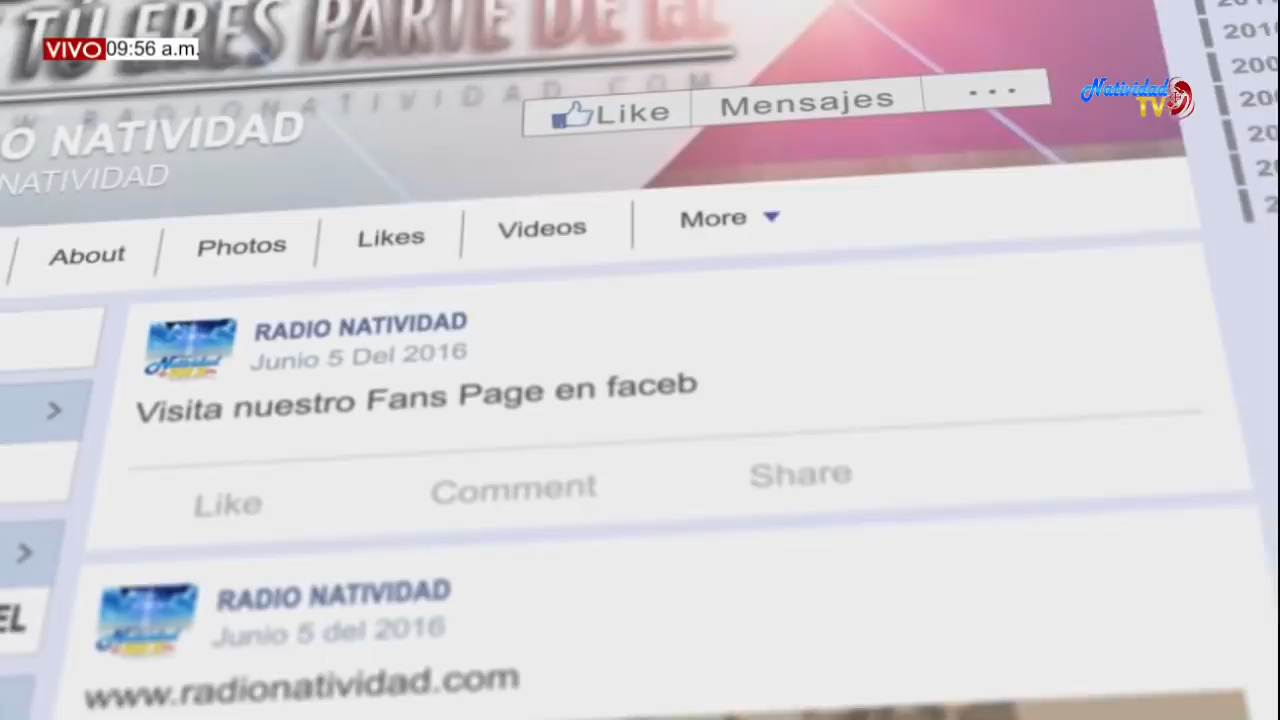 TÚ ERES PARTE DE EL
VIVO 09:56 a.m.
Natividad
TV
Like
Mensajes
...
O NATIVIDAD
NATIVIDAD
About
Photos
Likes
Videos
More
RADIO NATIVIDAD
Junio 5 Del 2016
Visita nuestro Fans Page en faceb
Like
Comment
Share
EL
RADIO NATIVIDAD
Junio 5 del 2016
www.radionatividad.com